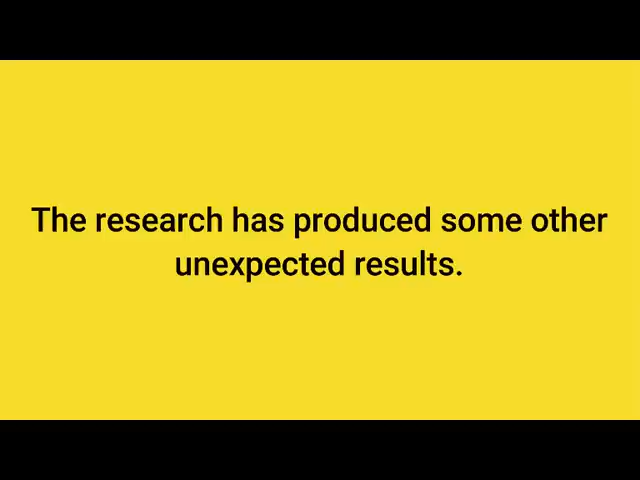 The research has produced some other
unexpected results.